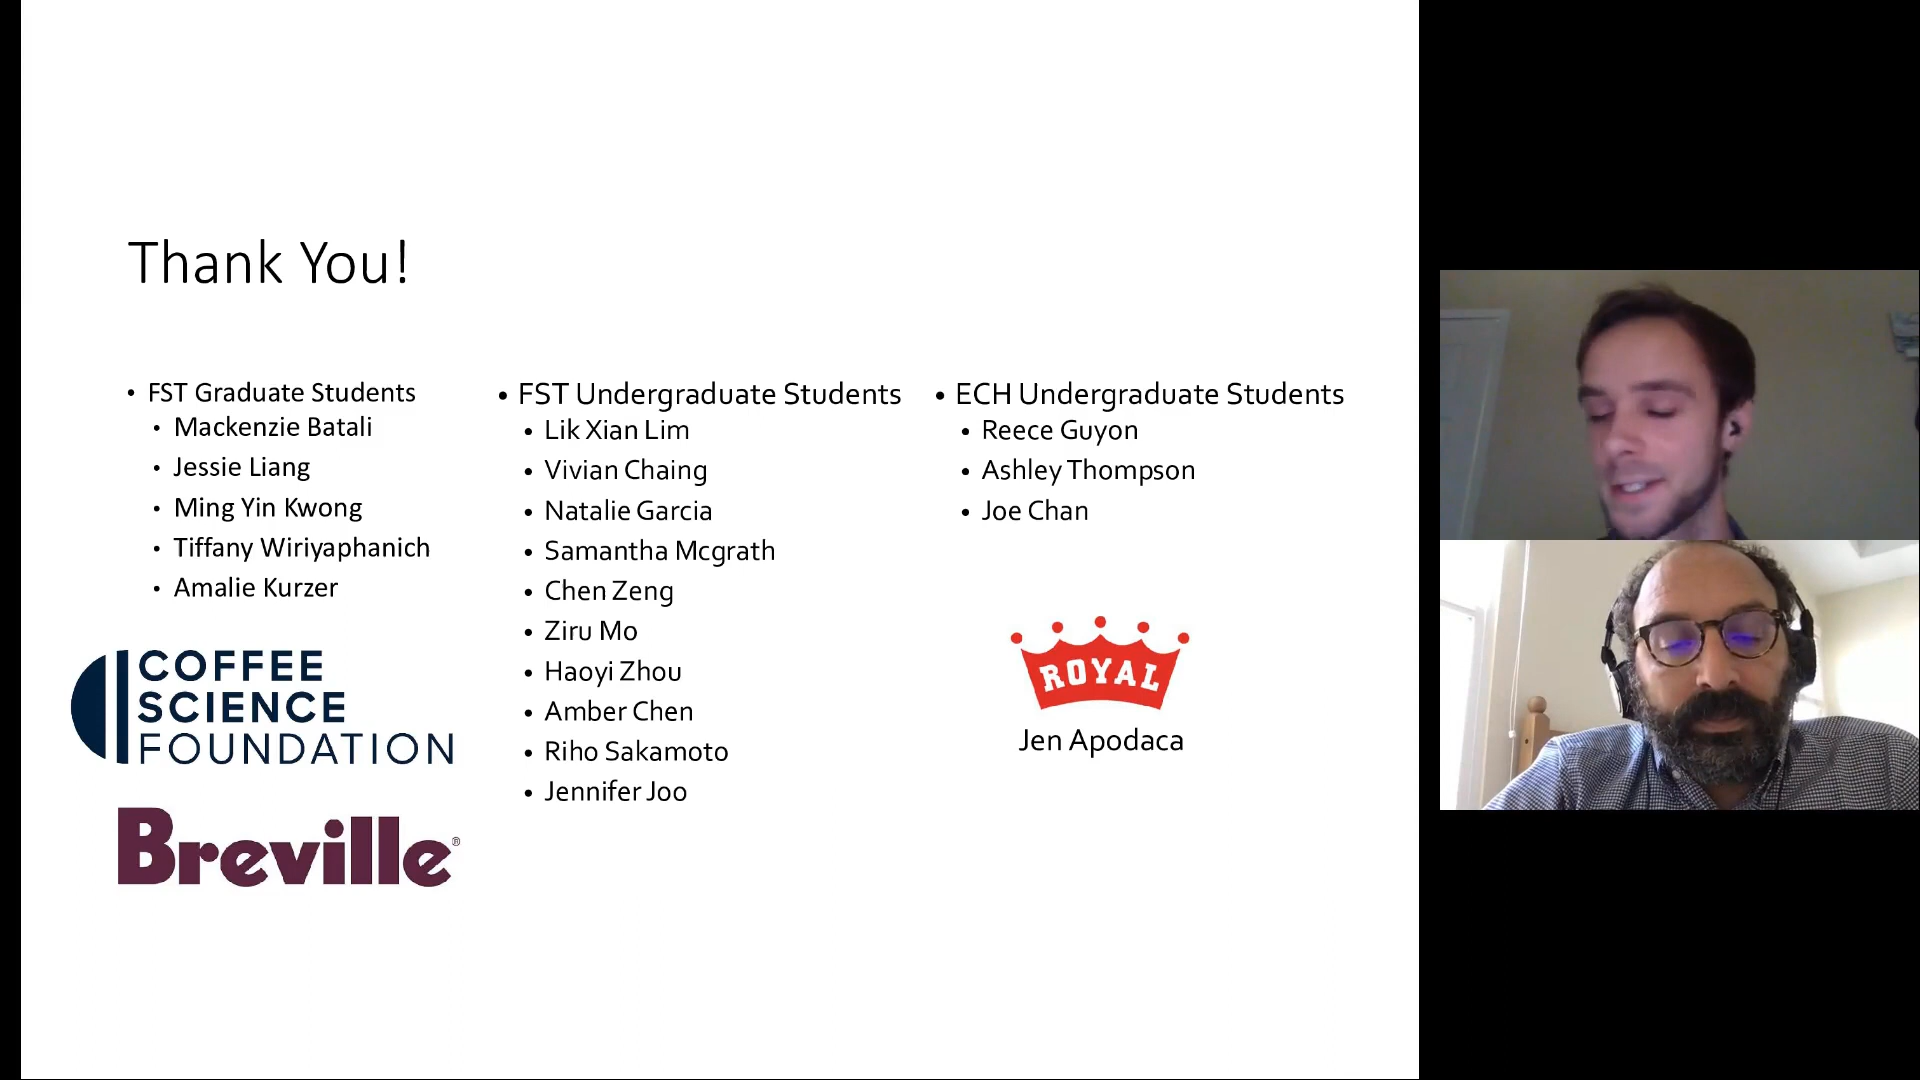 Thank You!
• FST Graduate Students
• Mackenzie Batali
• Jessie Liang
• Ming Yin Kwong
• Tiffany Wiriyaphanich
• Amalie Kurzer
COFFEE
SCIENCE
FOUNDATION
Breville®
• FST Undergraduate Students
• Lik Xian Lim
• Vivian Chaing
• Natalie Garcia
• Samantha Mcgrath
• Chen Zeng
• Ziru Mo
• Haoyi Zhou
• Amber Chen
• Riho Sakamoto
• Jennifer Joo
• ECH Undergraduate Students
• Reece Guyon
• Ashley Thompson
• Joe Chan
ROYAL
Jen Apodaca